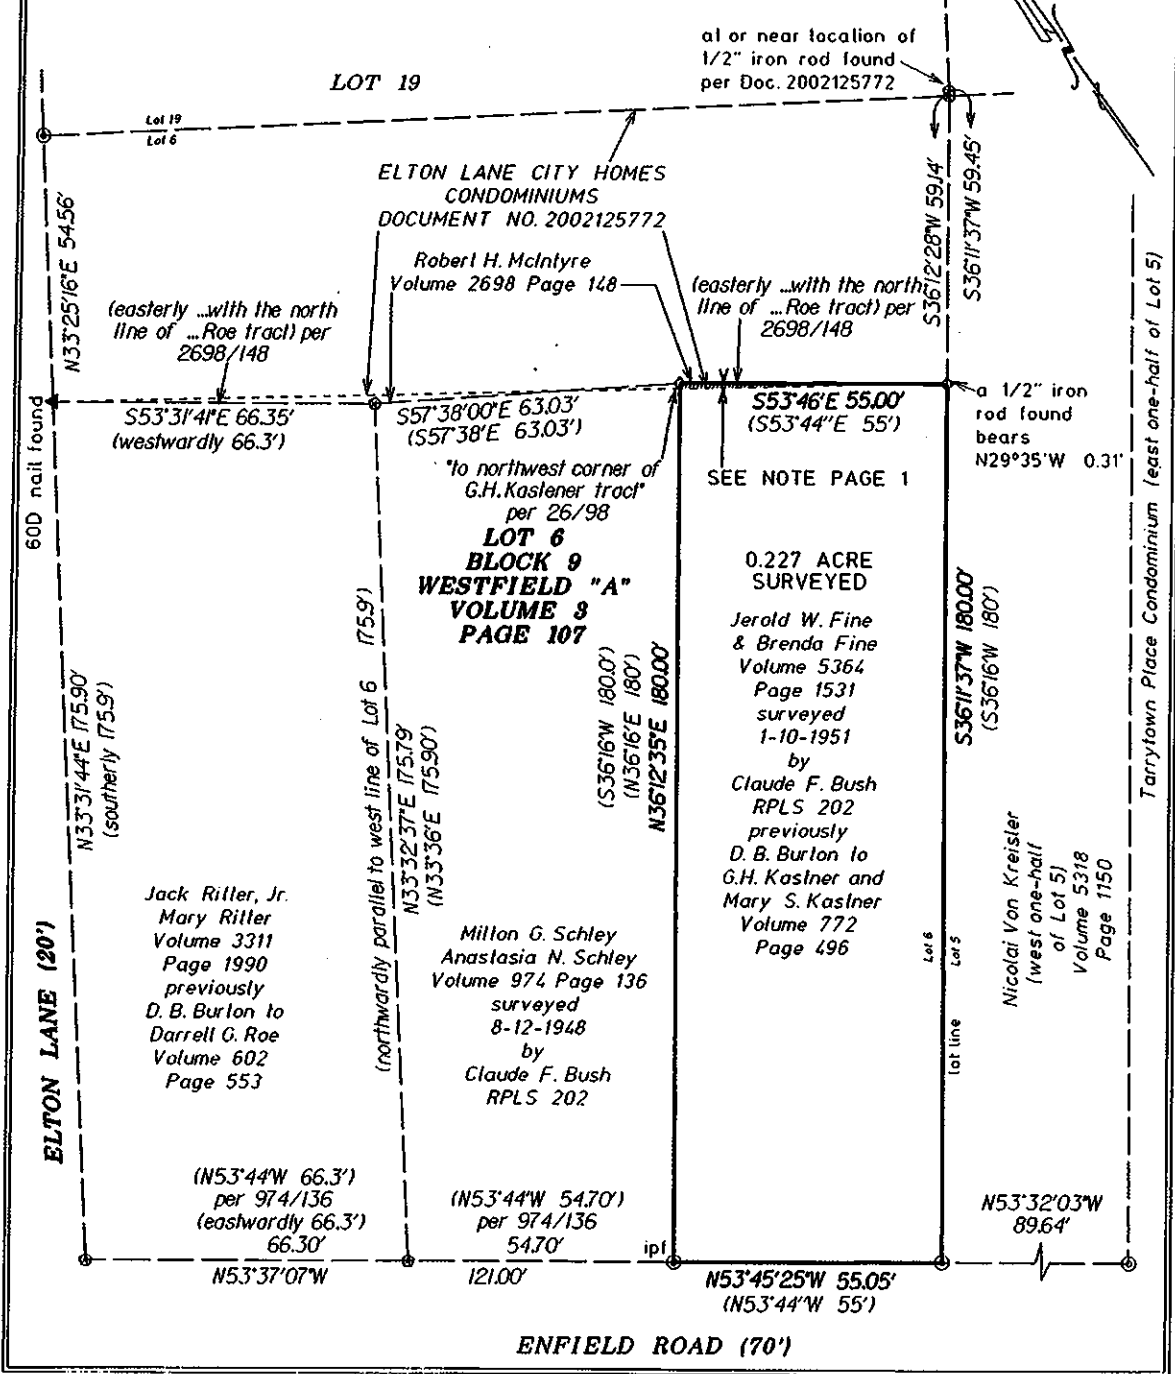 at or near location of
1/2" iron rod found
per Doc. 2002125772
LOT 19
Lot 19
Lot 6
ELTON LANE CITY HOMES
CONDOMINIUMS
DOCUMENT NO. 2002125772
S36°12'28"W 59.14'
S36°11'37"W 59.45'
N33°25'16"E 54.56'
Robert H. McIntyre
Volume 2698 Page 148
(easterly ...with the north
line of ...Roe tract) per
2698/148
(easterly ...with the north
line of ...Roe tract) per
2698/148
S53°31'41"E 66.35'
(westwardly 66.3')
S57°38'00"E 63.03'
(S57°38'E 63.03')
S53°46'E 55.00'
(S53°44'E 55')
a 1/2" iron
rod found
bears
N29°35'W 0.31'
60D nail found
"to northwest corner of
G.H. Kastener tract"
per 26/98
SEE NOTE PAGE 1
LOT 6
BLOCK 9
WESTFIELD "A"
VOLUME 3
PAGE 107
0.227 ACRE
SURVEYED
Jerold W. Fine
& Brenda Fine
Volume 5364
Page 1531
surveyed
1-10-1951
by
Claude F. Bush
RPLS 202
previously
D. B. Burton to
G.H. Kastner and
Mary S. Kastner
Volume 772
Page 496
N33°31'44"E 175.90'
(southerly 175.9')
(northwardly parallel to west line of Lot 6 175.9')
N33°32'37"E 175.79'
(N33°36'E 175.90')
(S36°16'W 180.0')
(N36°16'E 180')
N36°12'35"E 180.00'
S36°11'37"W 180.00'
(S36°16'W 180')
Tarrytown Place Condominium (east one-half of Lot 5)
Nicolai Von Kreisler
(west one-half
of Lot 5)
Volume 5318
Page 1150
Lot 6
Lot 5
lot line
Jack Ritter, Jr.
Mary Ritter
Volume 3311
Page 1990
previously
D. B. Burton to
Darrell G. Roe
Volume 602
Page 553
Milton G. Schley
Anastasia N. Schley
Volume 974 Page 136
surveyed
8-12-1948
by
Claude F. Bush
RPLS 202
ELTON LANE (20')
(N53°44'W 66.3')
per 974/136
(eastwardly 66.3')
66.30'
(N53°44'W 54.70')
per 974/136
54.70'
ipf
N53°32'03"W
89.64'
N53°37'07"W
121.00'
N53°45'25"W 55.05'
(N53°44'W 55')
ENFIELD ROAD (70')